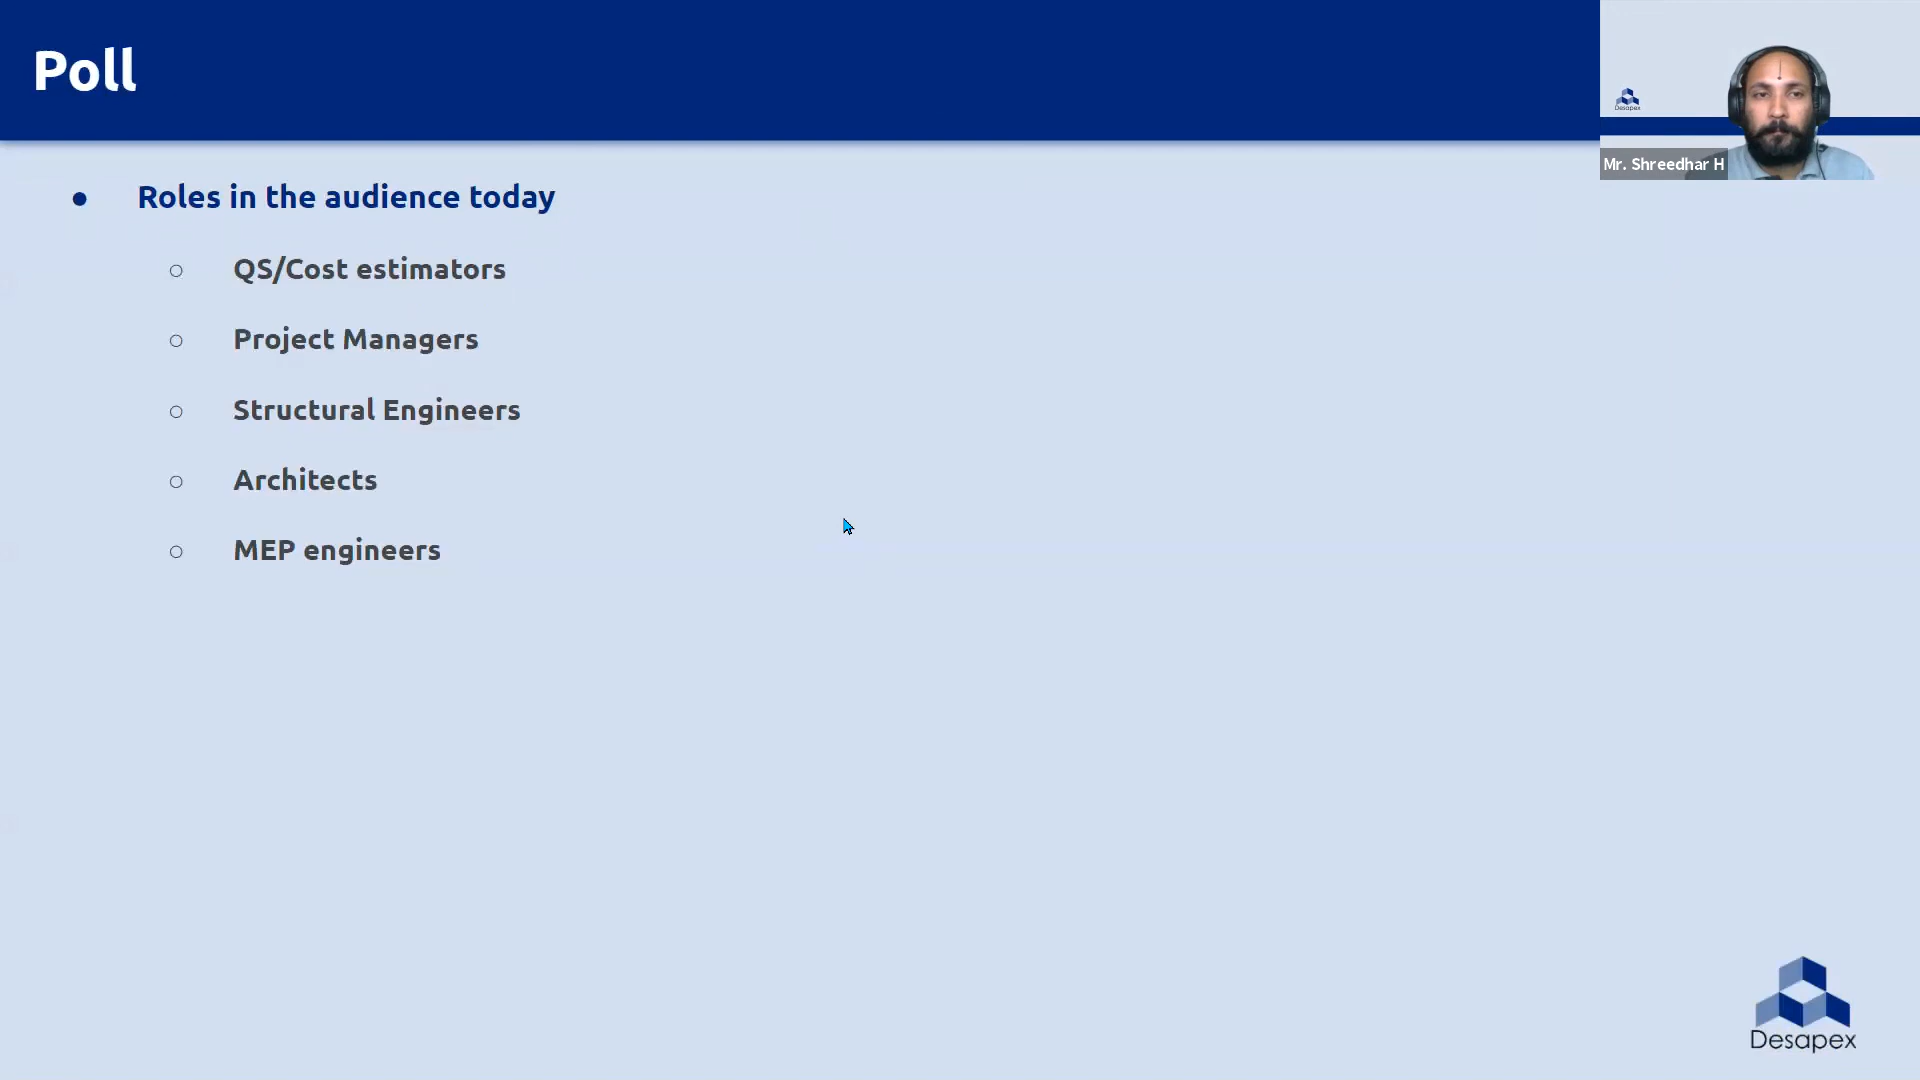 Poll
Desapex
Mr. Shreedhar H
● Roles in the audience today
○ QS/Cost estimators
○ Project Managers
○ Structural Engineers
○ Architects
○ MEP engineers
Desapex